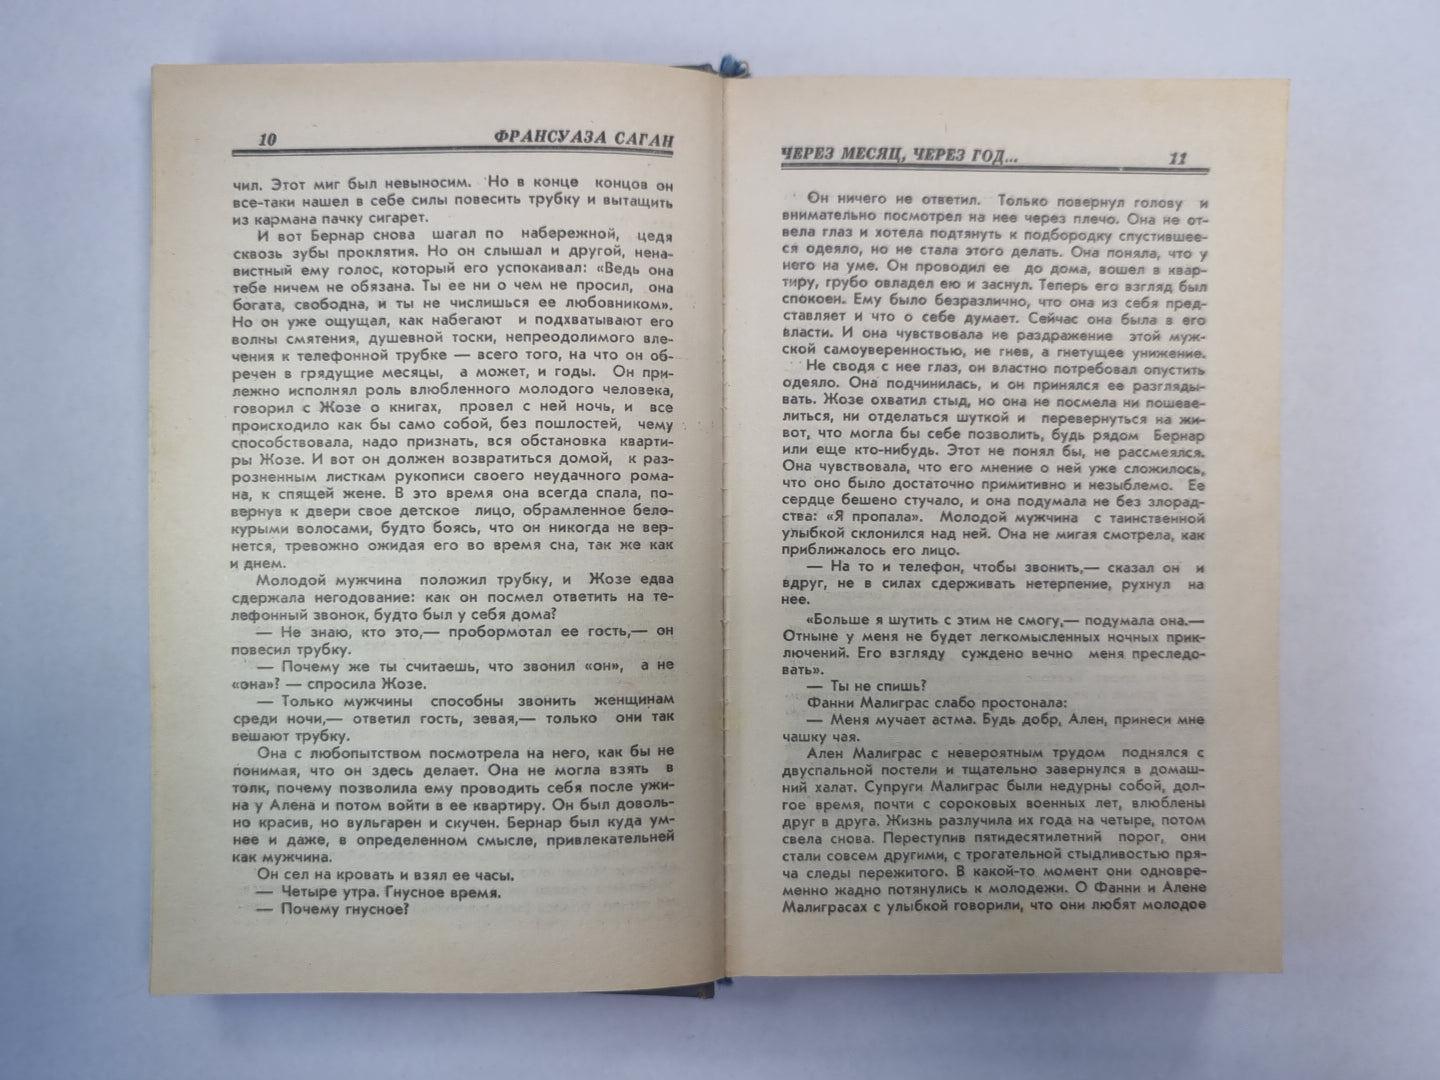 10 ФРАНСУАЗА САГАН
чил. Этот миг был невыносим. Но в конце концов он
все-таки нашел в себе силы повесить трубку и вытащить
из кармана пачку сигарет.
И вот Бернар снова шагал по набережной, цедя
сквозь зубы проклятия. Но он слышал и другой, нена-
вистный ему голос, который его успокаивал: «Ведь она
тебе ничем не обязана. Ты ее ни о чем не просил, она
богата, свободна, и ты не числишься ее любовником».
Но он уже ощущал, как набегают и подхватывают его
волны смятения, душевной тоски, непреодолимого вле-
чения к телефонной трубке — всего того, на что он об-
речен в грядущие месяцы, а может, и годы. Он при-
лежно исполнял роль влюбленного молодого человека,
говорил с Жозе о книгах, провел с ней ночь, и все
происходило как бы само собой, без пошлостей, чему
способствовала, надо признать, вся обстановка кварти-
ры Жозе. И вот он должен возвратиться домой, к раз-
розненным листкам рукописи своего неудачного рома-
на, к спящей жене. В это время она всегда спала, по-
вернув к двери свое детское лицо, обрамленное бело-
курыми волосами, будто боясь, что он никогда не вер-
нется, тревожно ожидая его во время сна, так же как
и днем.
Молодой мужчина положил трубку, и Жозе едва
сдержала негодование: как он посмел ответить на те-
лефонный звонок, будто был у себя дома?
— Не знаю, кто это,— пробормотал ее гость,— он
повесил трубку.
— Почему же ты считаешь, что звонил «он», а не
«она»? — спросила Жозе.
— Только мужчины способны звонить женщинам
среди ночи,— ответил гость, зевая,— только они так
вешают трубку.
Она с любопытством посмотрела на него, как бы не
понимая, что он здесь делает. Она не могла взять в
толк, почему позволила ему проводить себя после ужи-
на у Алена и потом войти в ее квартиру. Он был доволь-
но красив, но вульгарен и скучен. Бернар был куда ум-
нее и даже, в определенном смысле, привлекательней
как мужчина.
Он сел на кровать и взял ее часы.
— Четыре утра. Гнусное время.
— Почему гнусное?
ЧЕРЕЗ МЕСЯЦ, ЧЕРЕЗ ГОД... 11
Он ничего не ответил. Только повернул голову и
внимательно посмотрел на нее через плечо. Она не от-
вела глаз и хотела подтянуть к подбородку спустившее-
ся одеяло, но не стала этого делать. Она поняла, что у
него на уме. Он проводил ее до дома, вошел в квар-
тиру, грубо овладел ею и заснул. Теперь его взгляд был
спокоен. Ему было безразлично, что она из себя пред-
ставляет и что о себе думает. Сейчас она была в его
власти. И она чувствовала не раздражение этой муж-
ской самоуверенностью, не гнев, а гнетущее унижение.
Не сводя с нее глаз, он властно потребовал опустить
одеяло. Она подчинилась, и он принялся ее разгляды-
вать. Жозе охватил стыд, но она не посмела ни пошеве-
литься, ни отделаться шуткой и перевернуться на жи-
вот, что могла бы себе позволить, будь рядом Бернар
или еще кто-нибудь. Этот не понял бы, не рассмеялся.
Она чувствовала, что его мнение о ней уже сложилось,
что оно было достаточно примитивно и незыблемо. Ее
сердце бешено стучало, и она подумала не без злорад-
ства: «Я пропала». Молодой мужчина с таинственной
улыбкой склонился над ней. Она не мигая смотрела, как
приближалось его лицо.
— На то и телефон, чтобы звонить,— сказал он и
вдруг, не в силах сдерживать нетерпение, рухнул на
нее.
«Больше я шутить с этим не смогу,— подумала она.—
Отныне у меня не будет легкомысленных ночных прик-
лючений. Его взгляду суждено вечно меня преследо-
вать».
— Ты не спишь?
Фанни Малиграс слабо простонала:
— Меня мучает астма. Будь добр, Ален, принеси мне
чашку чая.
Ален Малиграс с невероятным трудом поднялся с
двуспальной постели и тщательно завернулся в домаш-
ний халат. Супруги Малиграс были недурны собой, дол-
гое время, почти с сороковых военных лет, влюблены
друг в друга. Жизнь разлучила их года на четыре, потом
свела снова. Переступив пятидесятилетний порог, они
стали совсем другими, с трогательной стыдливостью пря-
ча следы пережитого. В какой-то момент они одновре-
менно жадно потянулись к молодежи. О Фанни и Алене
Малиграсах с улыбкой говорили, что они любят молодое